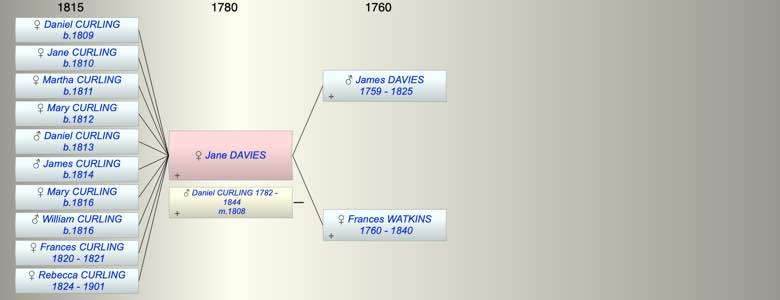 1815 1780 1760
♀ Daniel CURLING
b.1809
♀ Jane CURLING
b.1810
♀ Martha CURLING
b.1811
♀ Mary CURLING
b.1812
♂ Daniel CURLING
b.1813
♂ James CURLING
b.1814
♀ Mary CURLING
b.1816
♂ William CURLING
b.1816
♀ Frances CURLING
1820 - 1821
♀ Rebecca CURLING
1824 - 1901
♀ Jane DAVIES
+
♂ Daniel CURLING 1782 -
1844
m.1808
+
♂ James DAVIES
1759 - 1825
+
♀ Frances WATKINS
1760 - 1840
+